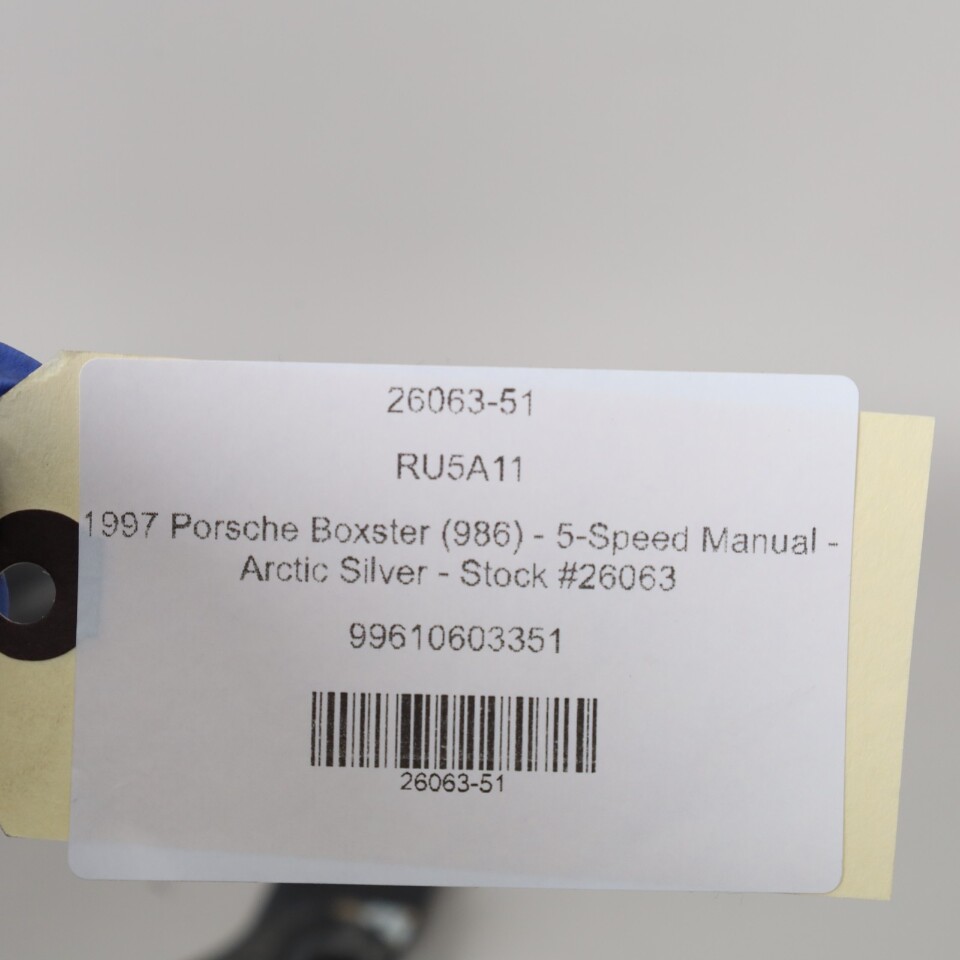 26063-51
RU5A11
1997 Porsche Boxster (986) - 5-Speed Manual -
Arctic Silver - Stock #26063
99610603351
26063-51